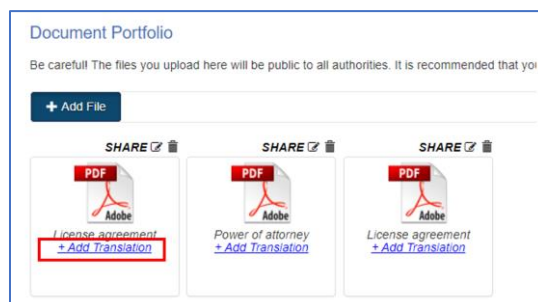 Document Portfolio
Be careful! The files you upload here will be public to all authorities. It is recommended that you
+ Add File
SHARE
PDF
Adobe
License agreement
+ Add Translation
SHARE
PDF
Adobe
Power of attorney
+ Add Translation
SHARE
PDF
Adobe
License agreement
+ Add Translation